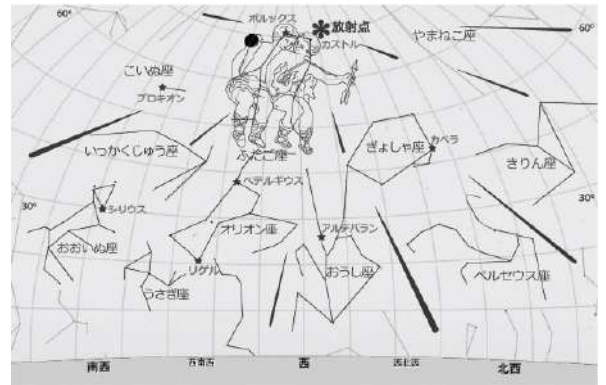 60°
ポルックス
放射点
カストル
やまねこ座
60°
こいぬ座
プロキオン
いっかくじゅう座
ふたご座
ぎょしゃ座
カペラ
きりん座
ベテルギウス
30°
シリウス
オリオン座
アルデバラン
30°
おおいぬ座
リゲル
おうし座
ペルセウス座
うさぎ座
南西
西南西
西
西北西
北西